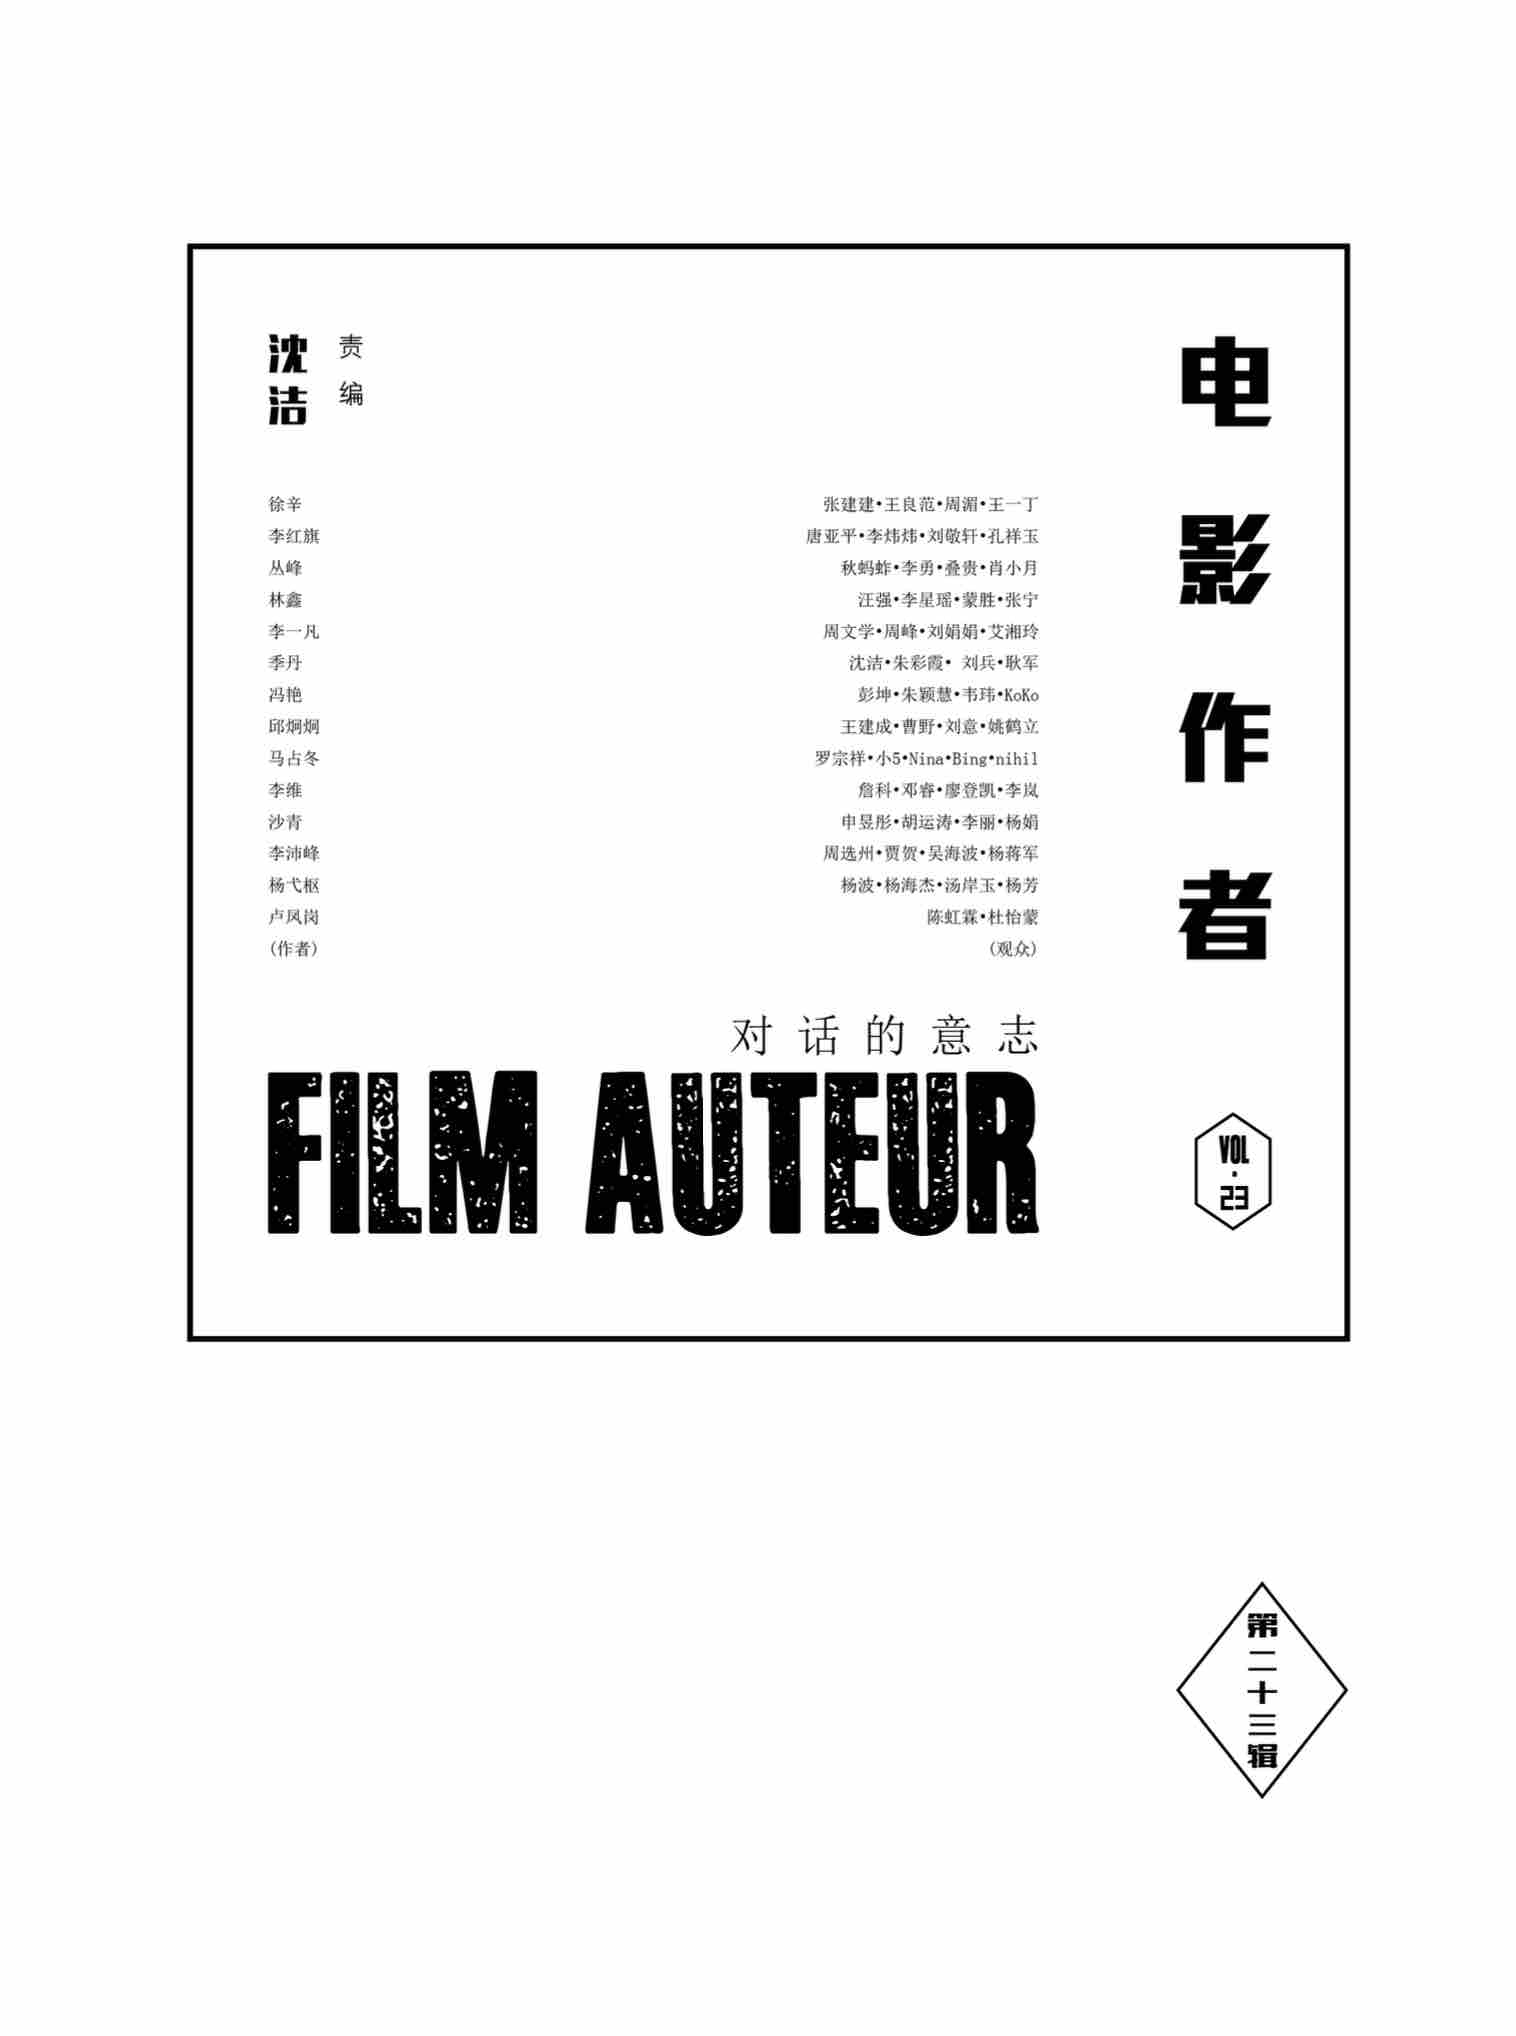 电影作者
责编
沈洁
徐辛
李红旗
丛峰
林鑫
李一凡
季丹
冯艳
邱炯炯
马占冬
李维
沙青
李沛峰
杨弋枢
卢凤岗
(作者)
张建建•王良范•周湄•王一丁
唐亚平•李炜炜•刘敬轩•孔祥玉
秋蚂蚱•李勇•叠贵•肖小月
汪强•李星瑶•蒙胜•张宁
周文学•周峰•刘娟娟•艾湘玲
沈洁•朱彩霞• 刘兵•耿军
彭坤•朱颖慧•韦玮•KoKo
王建成•曹野•刘意•姚鹤立
罗宗祥•小5•Nina•Bing•nihil
詹科•邓睿•廖登凯•李岚
申昱彤•胡运涛•李丽•杨娟
周选州•贾贺•吴海波•杨蒋军
杨波•杨海杰•汤岸玉•杨芳
陈虹霖•杜怡蒙
(观众)
对话的意志
FILM AUTEUR
VOL
·
23
第二十三辑